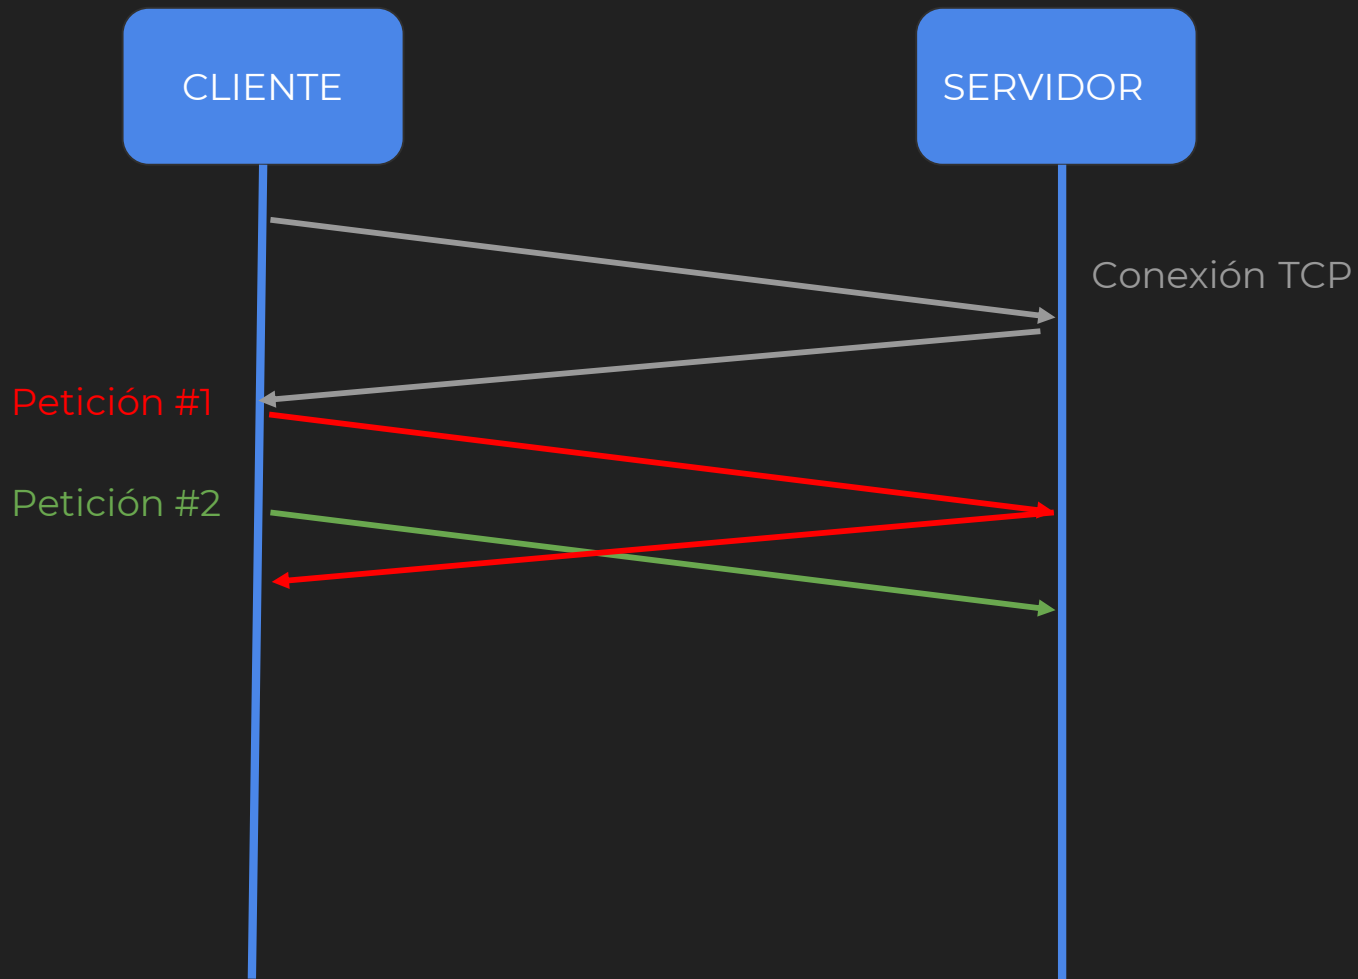 CLIENTE
SERVIDOR
Conexión TCP
Petición #1
Petición #2